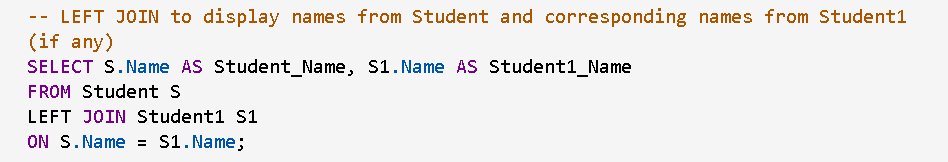 -- LEFT JOIN to display names from Student and corresponding names from Student1
(if any)
SELECT S.Name AS Student_Name, S1.Name AS Student1_Name
FROM Student S
LEFT JOIN Student1 S1
ON S.Name = S1.Name;